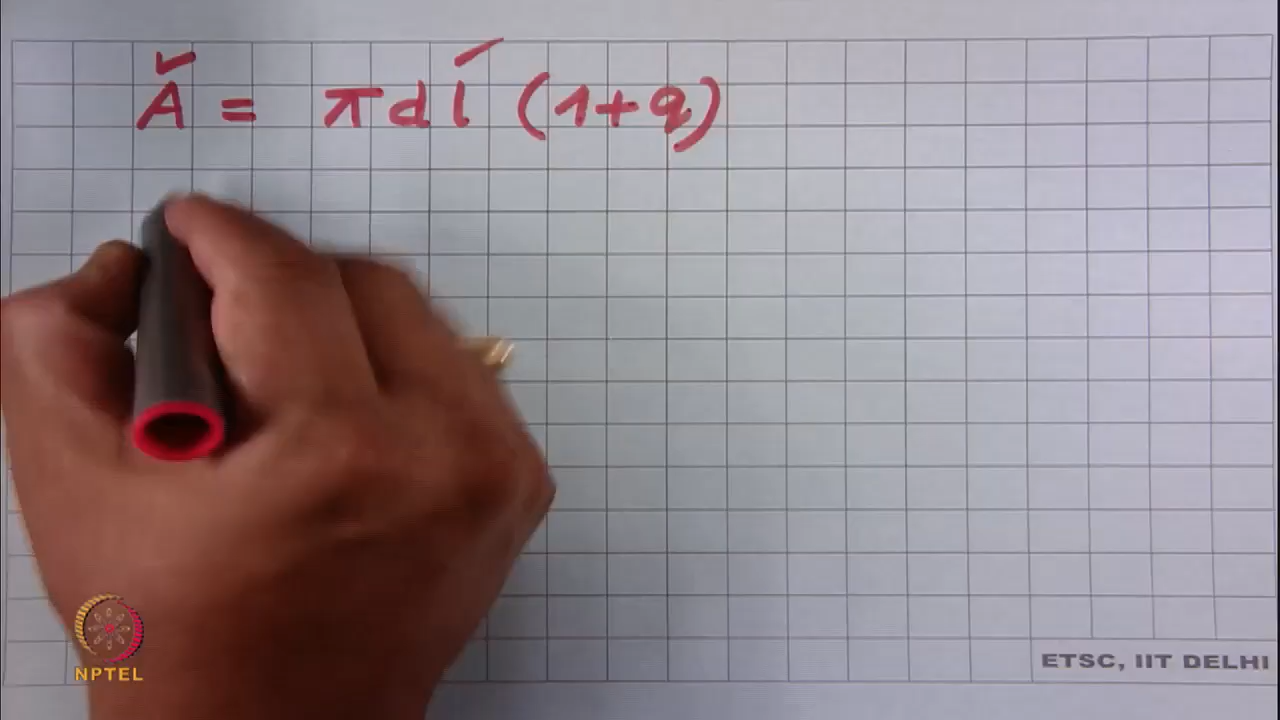 A = πdl (1+q)
NPTEL
ETSC, IIT DELHI